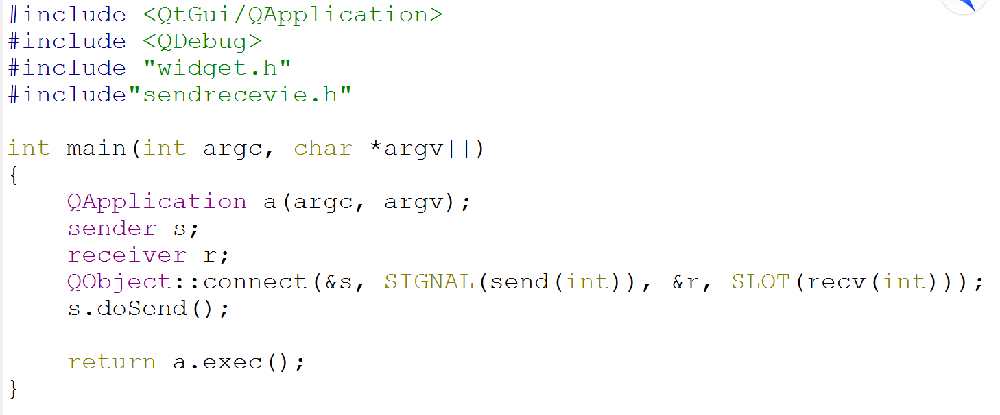 #include <QtGui/QApplication>
#include <QDebug>
#include "widget.h"
#include"sendrecevie.h"
int main(int argc, char *argv[])
{
    QApplication a(argc, argv);
    sender s;
    receiver r;
    QObject::connect(&s, SIGNAL(send(int)), &r, SLOT(recv(int)));
    s.doSend();
    return a.exec();
}